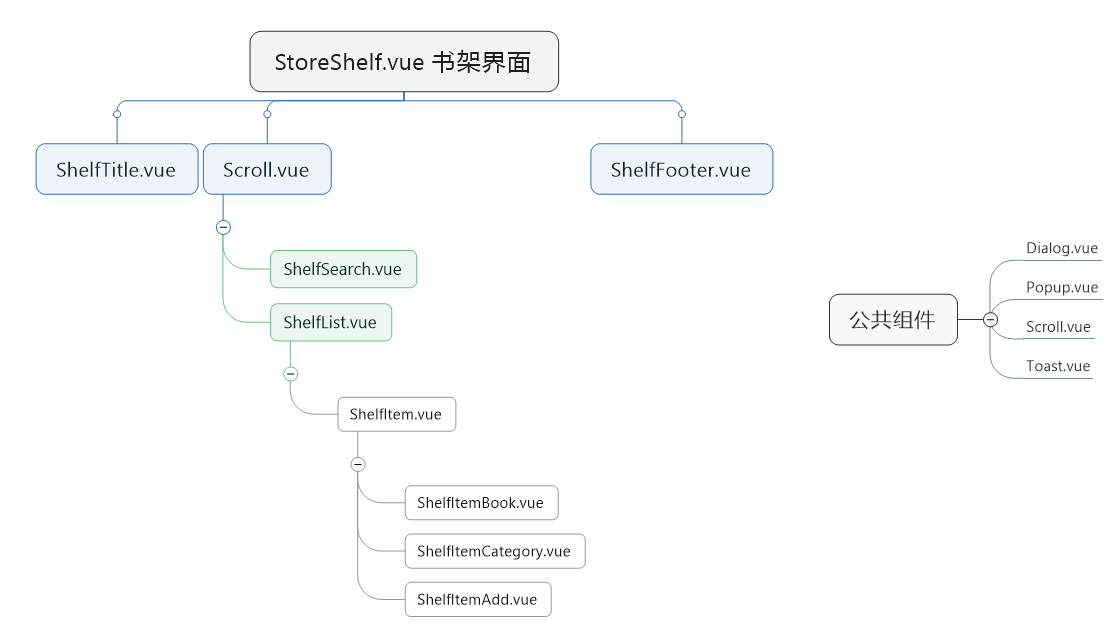 StoreShelf.vue 书架界面
ShelfTitle.vue
Scroll.vue
ShelfFooter.vue
ShelfSearch.vue
ShelfList.vue
ShelfItem.vue
ShelfItemBook.vue
ShelfItemCategory.vue
ShelfItemAdd.vue
公共组件
Dialog.vue
Popup.vue
Scroll.vue
Toast.vue